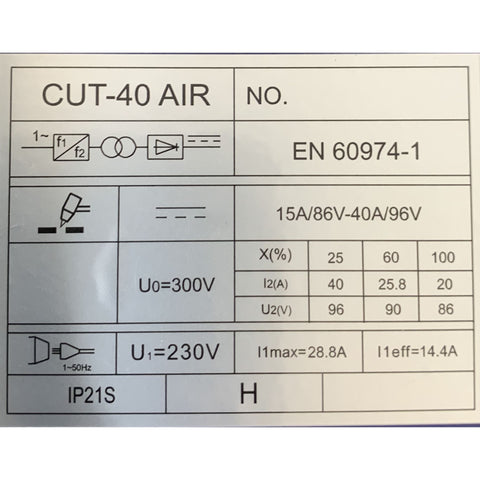 CUT-40 AIR NO.
1~ f1 f2 EN 60974-1
15A/86V-40A/96V
X(%) 25 60 100
U0=300V I2(A) 40 25.8 20
U2(V) 96 90 86
1~50Hz U1=230V I1max=28.8A I1eff=14.4A
IP21S H